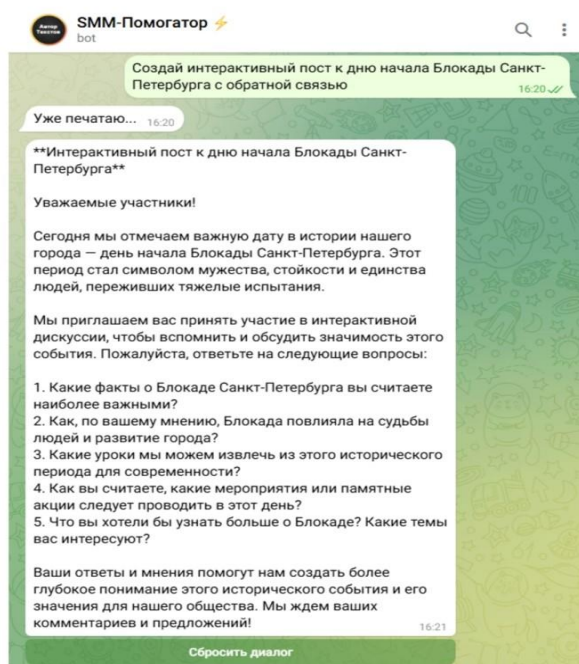 Автор
Текстов
SMM-Помогатор ⚡
bot
Создай интерактивный пост к дню начала Блокады Санкт-
Петербурга с обратной связью
16:20
Уже печатаю... 16:20
**Интерактивный пост к дню начала Блокады Санкт-
Петербурга**
Уважаемые участники!
Сегодня мы отмечаем важную дату в истории нашего
города — день начала Блокады Санкт-Петербурга. Этот
период стал символом мужества, стойкости и единства
людей, переживших тяжелые испытания.
Мы приглашаем вас принять участие в интерактивной
дискуссии, чтобы вспомнить и обсудить значимость этого
события. Пожалуйста, ответьте на следующие вопросы:
1. Какие факты о Блокаде Санкт-Петербурга вы считаете
наиболее важными?
2. Как, по вашему мнению, Блокада повлияла на судьбы
людей и развитие города?
3. Какие уроки мы можем извлечь из этого исторического
периода для современности?
4. Как вы считаете, какие мероприятия или памятные
акции следует проводить в этот день?
5. Что вы хотели бы узнать больше о Блокаде? Какие темы
вас интересуют?
Ваши ответы и мнения помогут нам создать более
глубокое понимание этого исторического события и его
значения для нашего общества. Мы ждем ваших
комментариев и предложений!
16:21
Сбросить диалог